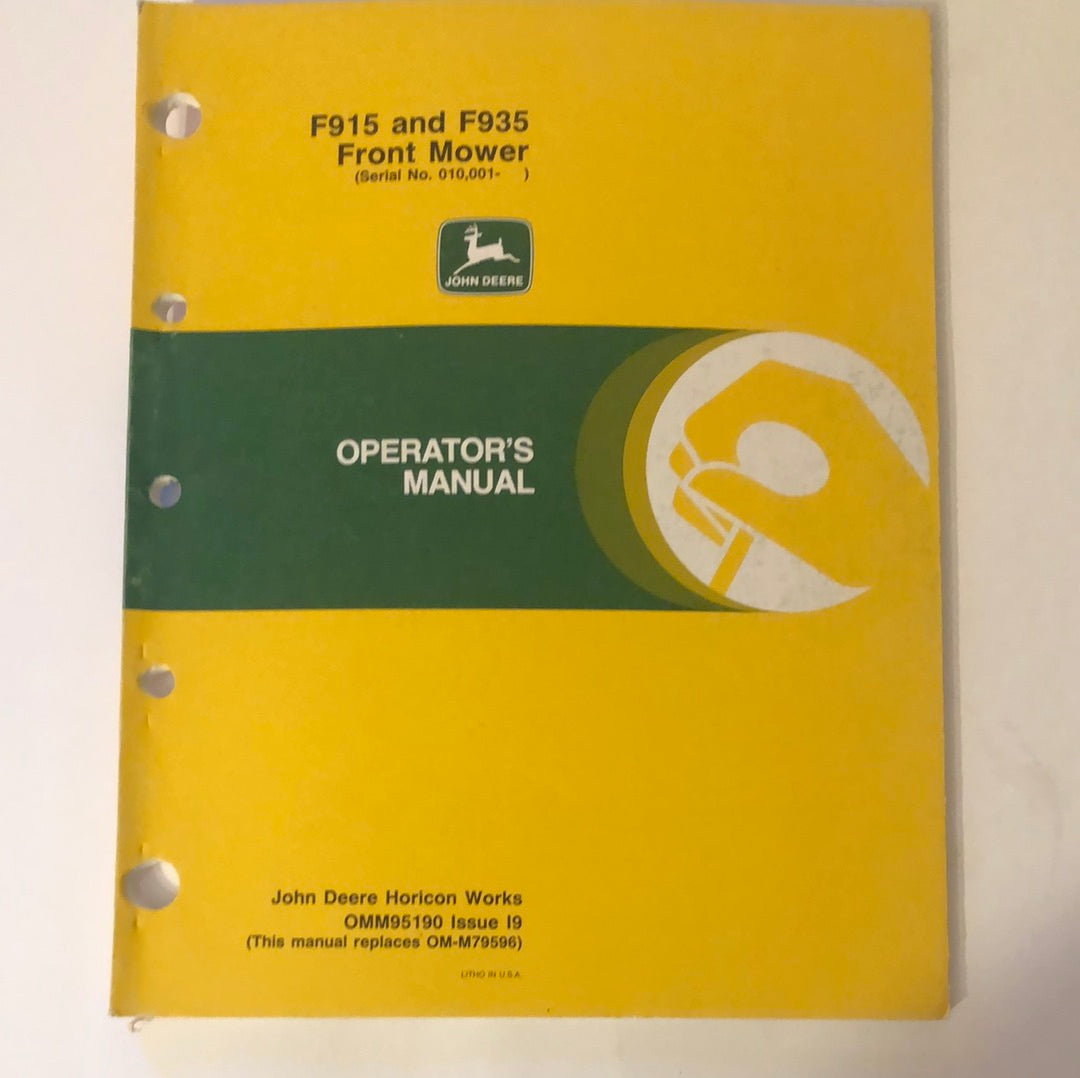 F915 and F935
Front Mower
(Serial No. 010,001-    )
JOHN DEERE
OPERATOR'S
MANUAL
John Deere Horicon Works
OMM95190 Issue I9
(This manual replaces OM-M79596)
LITHO IN U.S.A.